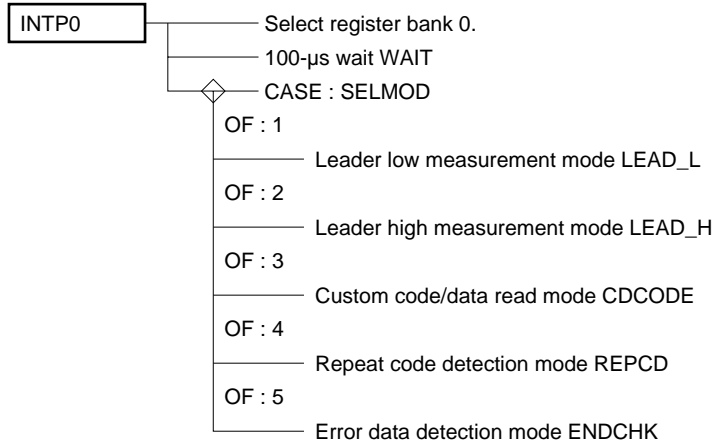 INTP0
Select register bank 0.
100-µs wait WAIT
CASE : SELMOD
OF : 1
Leader low measurement mode LEAD_L
OF : 2
Leader high measurement mode LEAD_H
OF : 3
Custom code/data read mode CDCODE
OF : 4
Repeat code detection mode REPCD
OF : 5
Error data detection mode ENDCHK